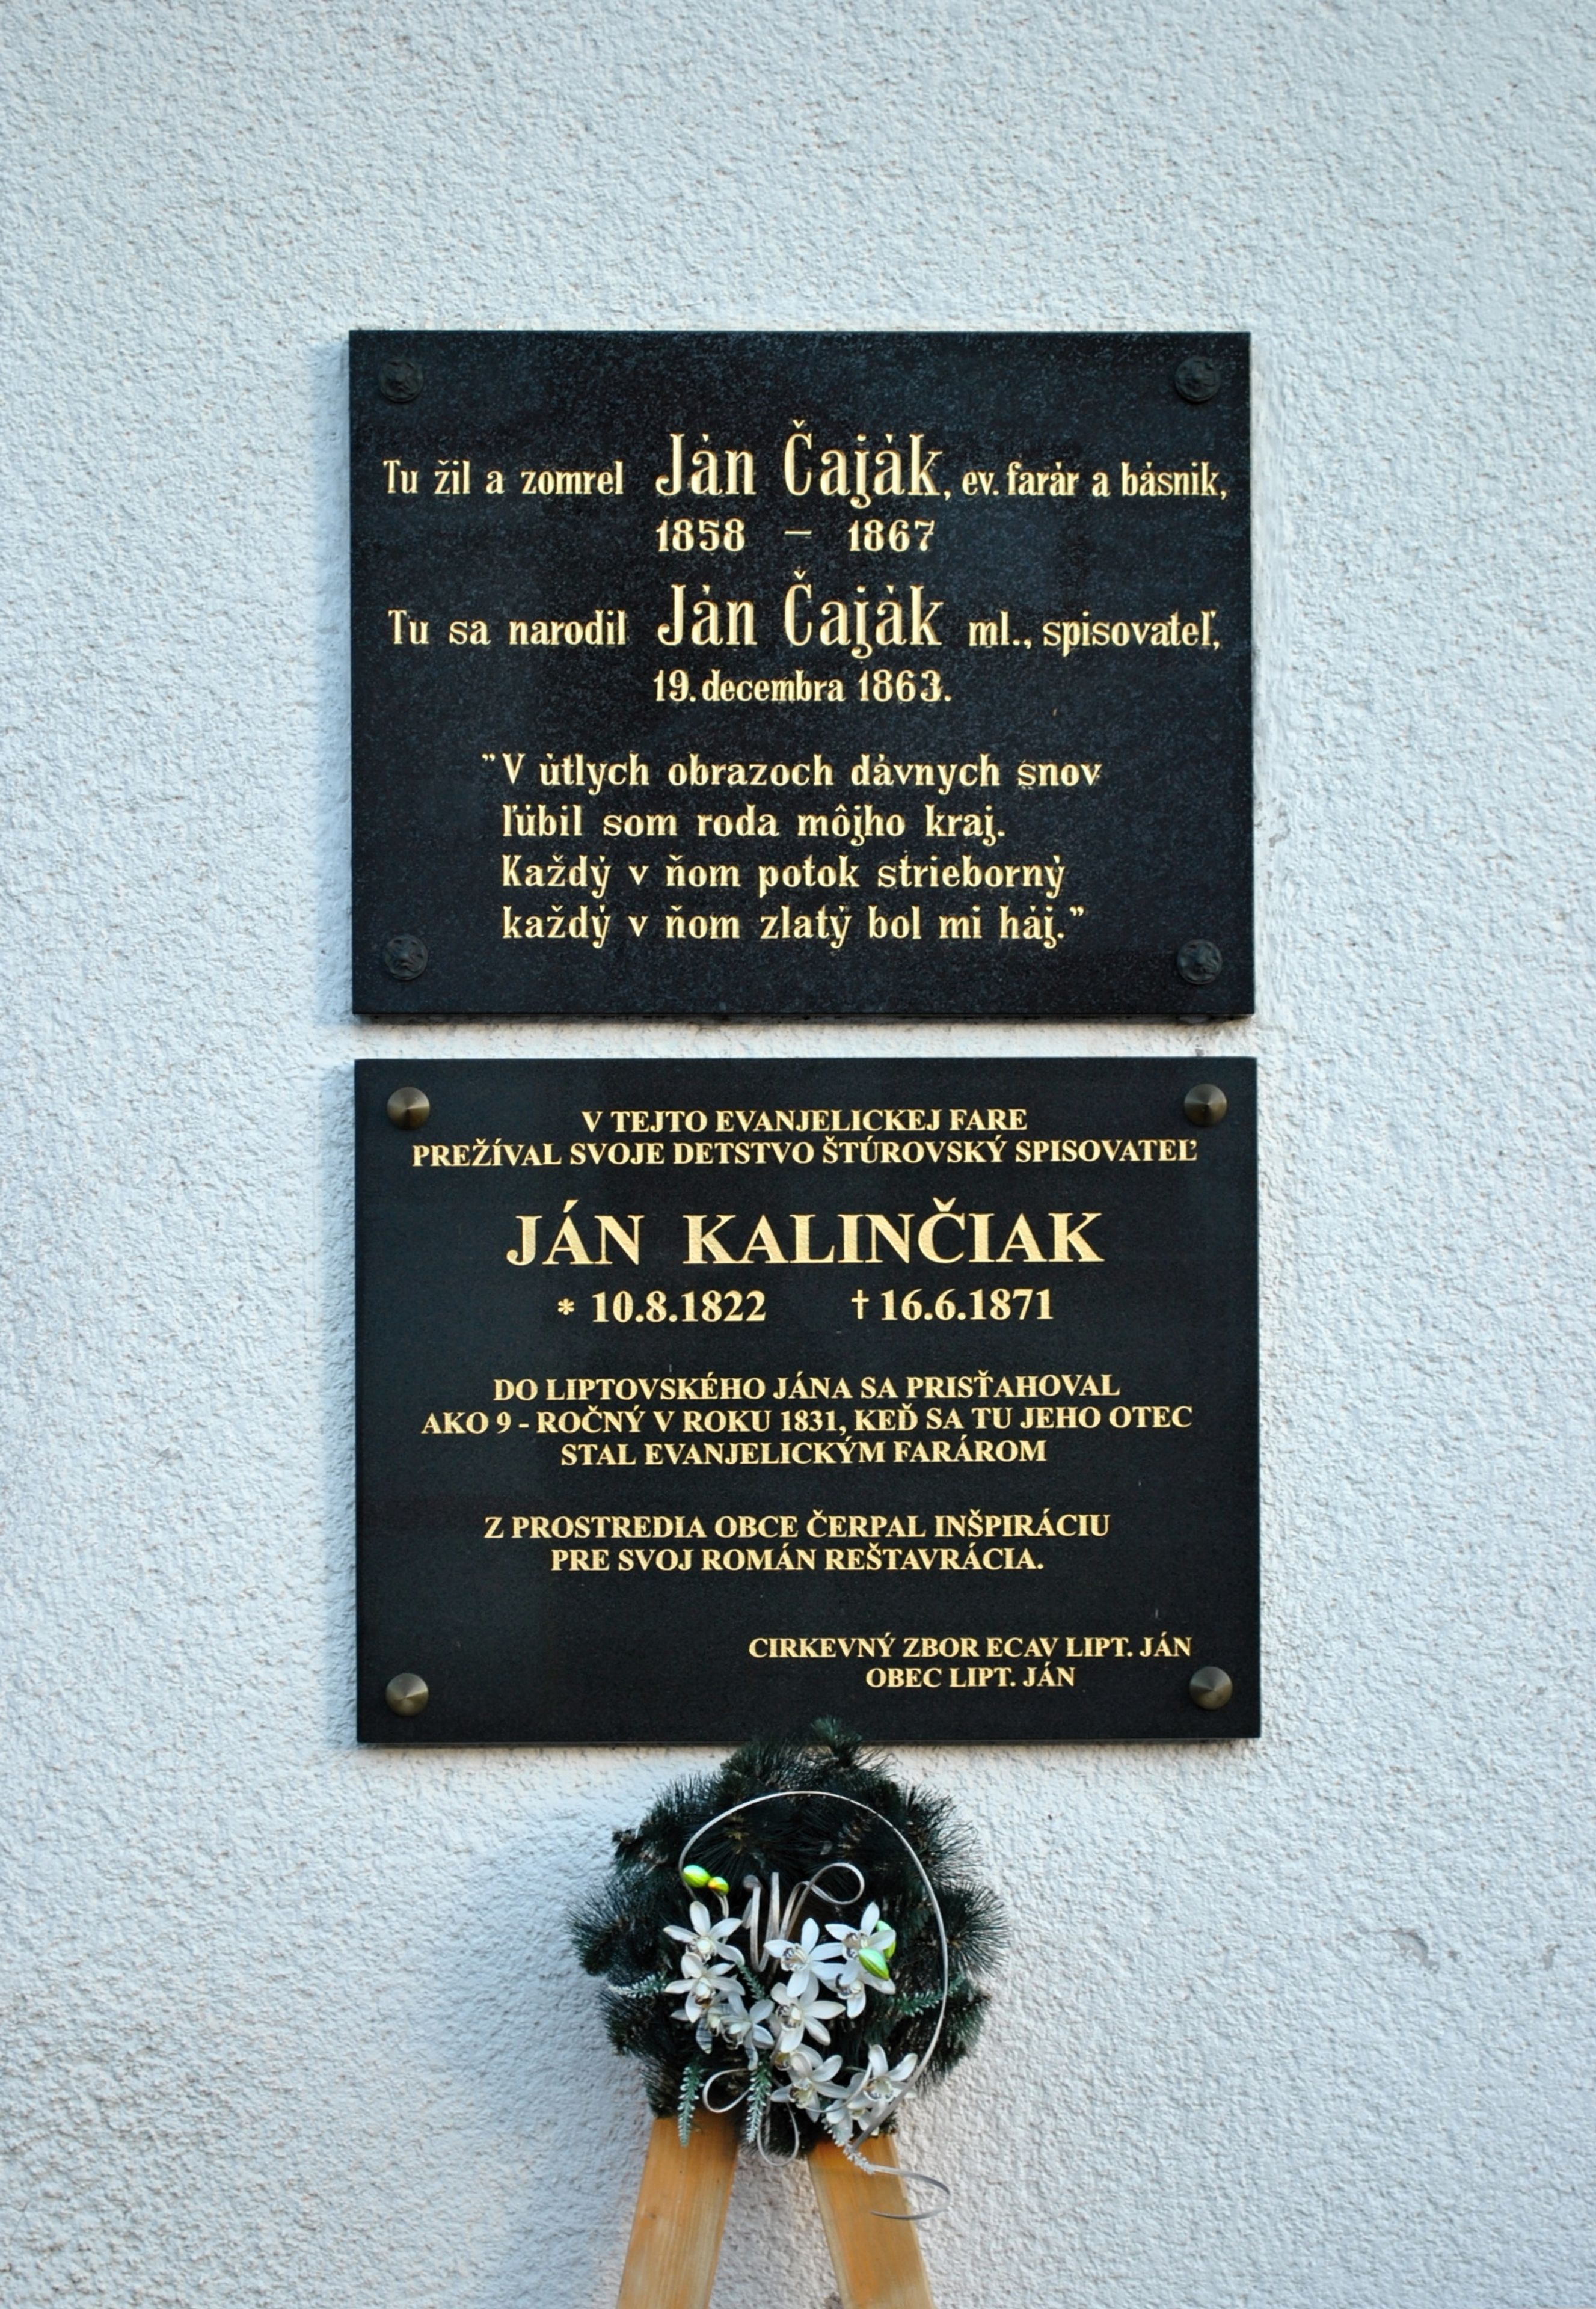 Tu žil a zomrel Ján Čaják, ev. farár a básnik,
1858 – 1867
Tu sa narodil Ján Čaják ml., spisovateľ,
19. decembra 1863.
"V útlych obrazoch dávnych snov
ľúbil som roda môjho kraj.
Každý v ňom potok strieborný
každý v ňom zlatý bol mi háj."
V TEJTO EVANJELICKEJ FARE
PREŽÍVAL SVOJE DETSTVO ŠTÚROVSKÝ SPISOVATEĽ
JÁN KALINČIAK
* 10.8.1822 † 16.6.1871
DO LIPTOVSKÉHO JÁNA SA PRISŤAHOVAL
AKO 9 - ROČNÝ V ROKU 1831, KEĎ SA TU JEHO OTEC
STAL EVANJELICKÝM FARÁROM
Z PROSTREDIA OBCE ČERPAL INŠPIRÁCIU
PRE SVOJ ROMÁN REŠTAVRÁCIA.
CIRKEVNÝ ZBOR ECAV LIPT. JÁN
OBEC LIPT. JÁN